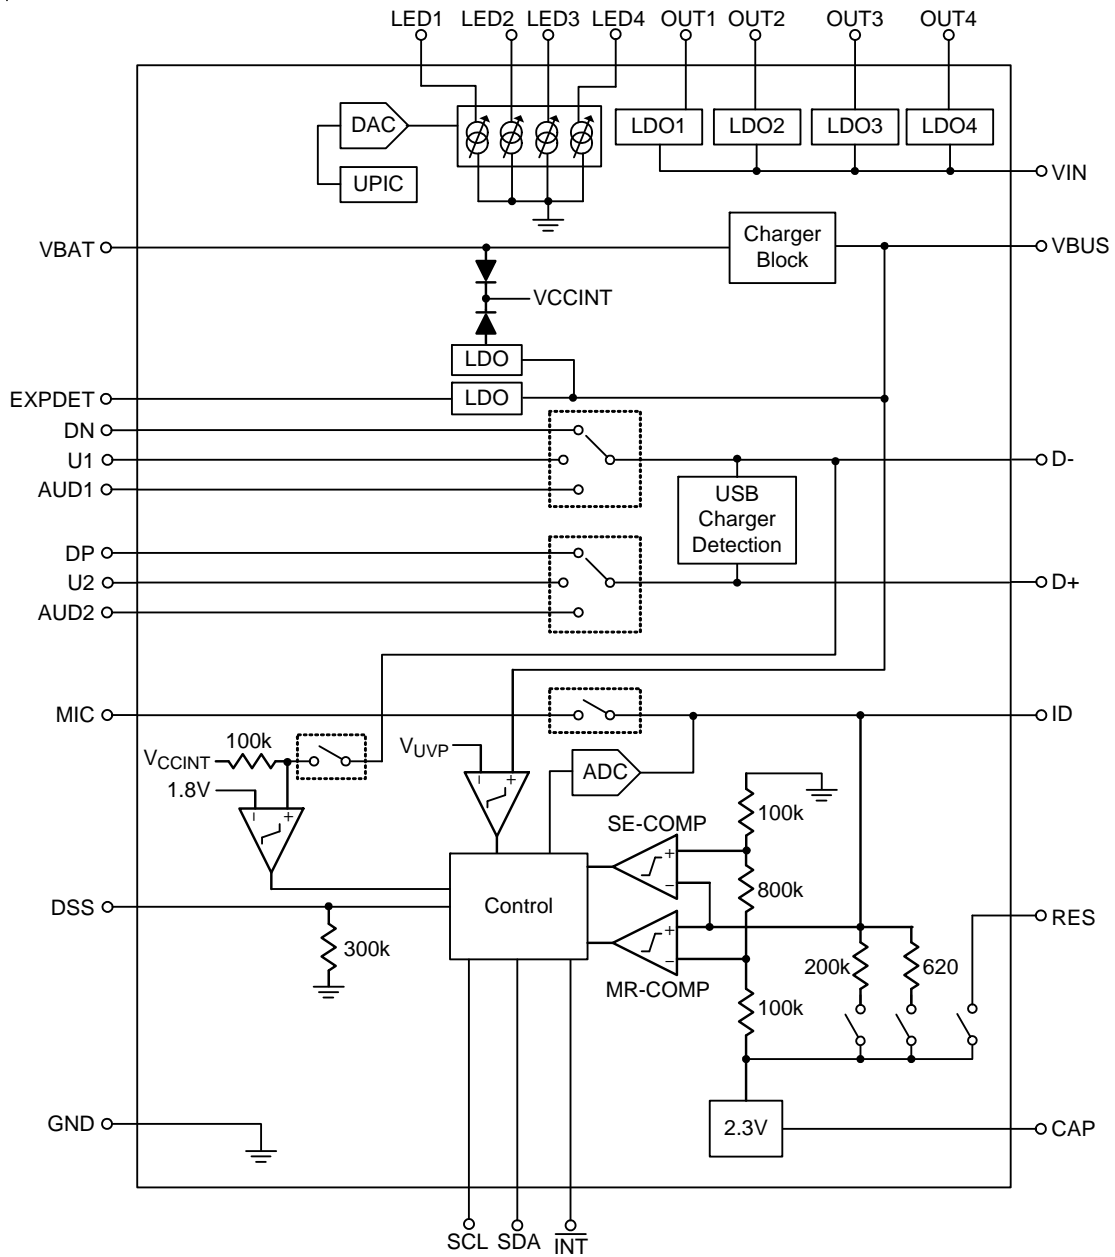 LED1 LED2 LED3 LED4 OUT1 OUT2 OUT3 OUT4
DAC
LDO1 LDO2 LDO3 LDO4
UPIC
VIN
VBAT
Charger
Block
VBUS
VCCINT
LDO
EXPDET
LDO
DN
U1
D-
AUD1
USB
Charger
Detection
DP
U2
D+
AUD2
MIC
ID
100k
VCCINT
VUVP
1.8V
- +
- +
ADC
SE-COMP
100k
+
-
800k
DSS
Control
RES
300k
+
-
MR-COMP
200k
620
100k
GND
2.3V
CAP
SCL SDA INT